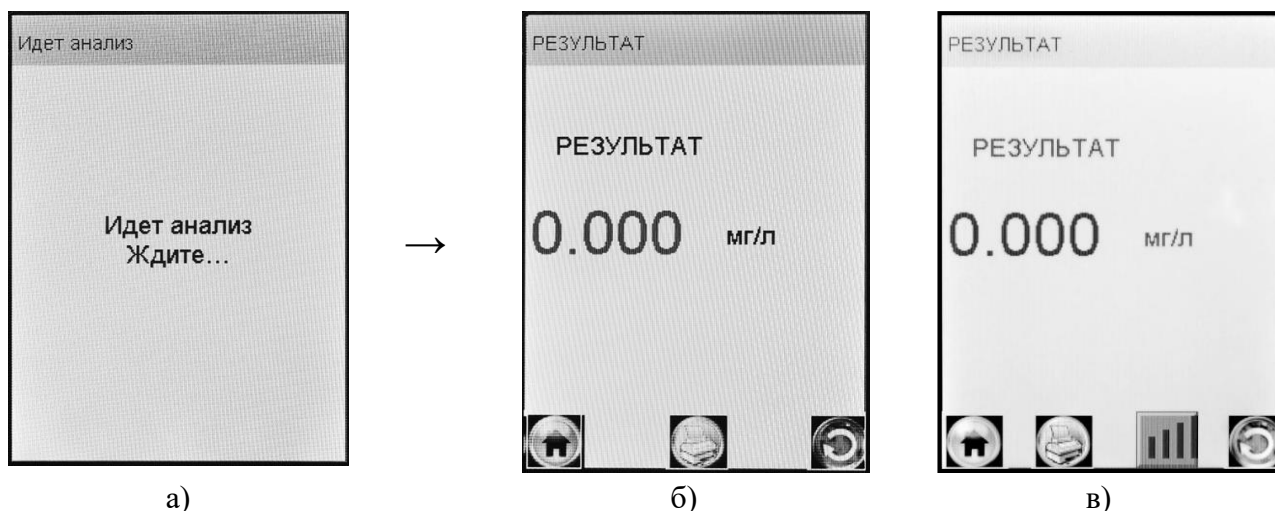 Идет анализ
Идет анализ
Ждите...
→
РЕЗУЛЬТАТ
РЕЗУЛЬТАТ
0.000 мг/л
РЕЗУЛЬТАТ
РЕЗУЛЬТАТ
0.000 мг/л
а)
б)
в)